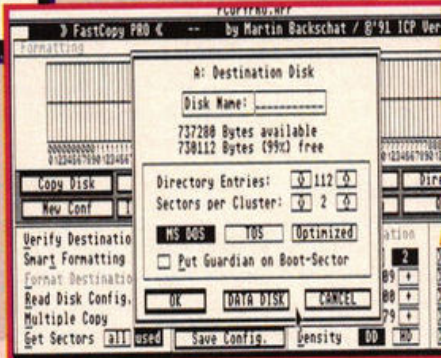 FCOPYPRO.APP
》 FastCopy PRO 《 -- by Martin Backschat / @'91 ICP Ver
Formatting
A: Destination Disk
Disk Name: __________
737280 Bytes available
730112 Bytes (99%) free
Directory Entries: ⇩ 112 ⇧
Sectors per Cluster: ⇩ 2 ⇧
MS DOS TOS Optimized
Put Guardian on Boot-Sector
OK DATA DISK CANCEL
Copy Disk
New Conf
Verify Destinatio
Smart Formatting
Format Destinatio
Read Disk Config.
Multiple Copy
Get Sectors all used Save Config. Density DD HD